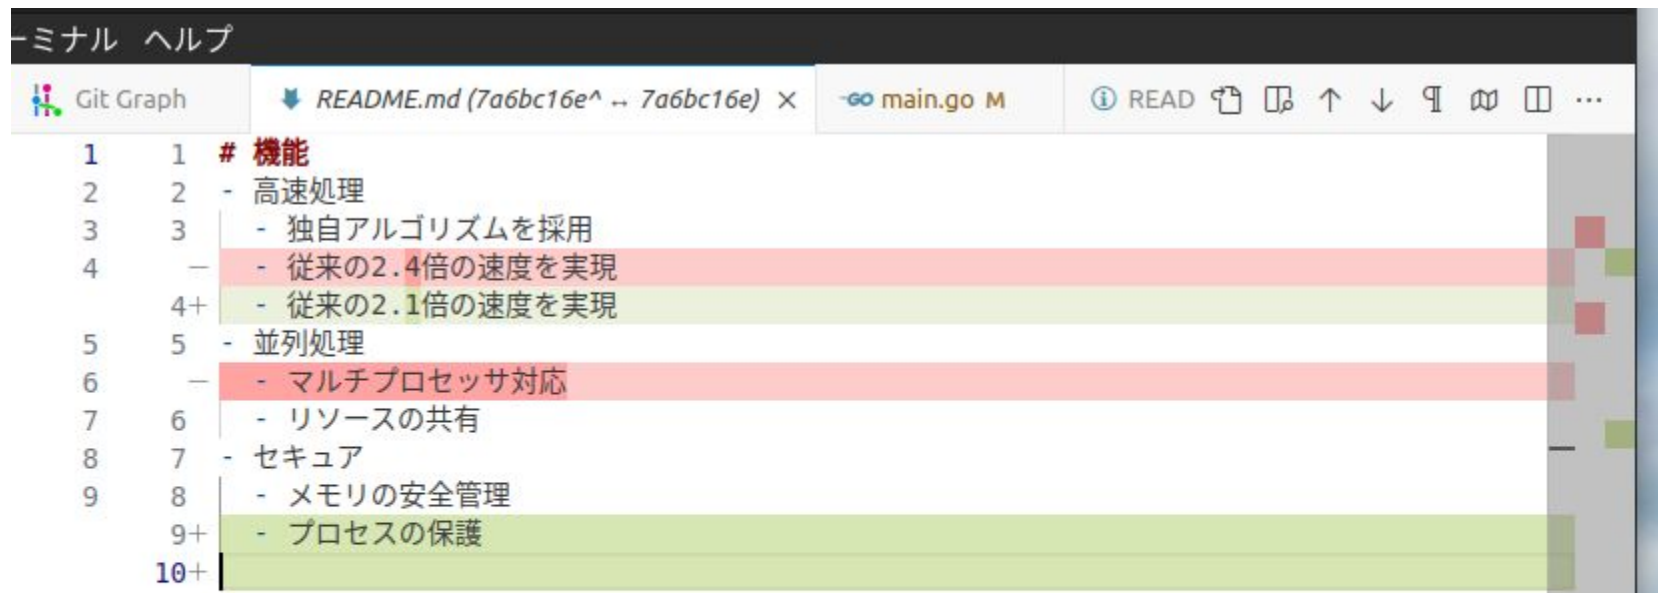 ーミナル ヘルプ
Git Graph README.md (7a6bc16e^ ↔ 7a6bc16e) × GO main.go M READ ↑ ↓ ¶ …
1 1 # 機能
2 2 - 高速処理
3 3 - 独自アルゴリズムを採用
4 — - 従来の2.4倍の速度を実現
4+ - 従来の2.1倍の速度を実現
5 5 - 並列処理
6 — - マルチプロセッサ対応
7 6 - リソースの共有
8 7 - セキュア
9 8 - メモリの安全管理
9+ - プロセスの保護
10+